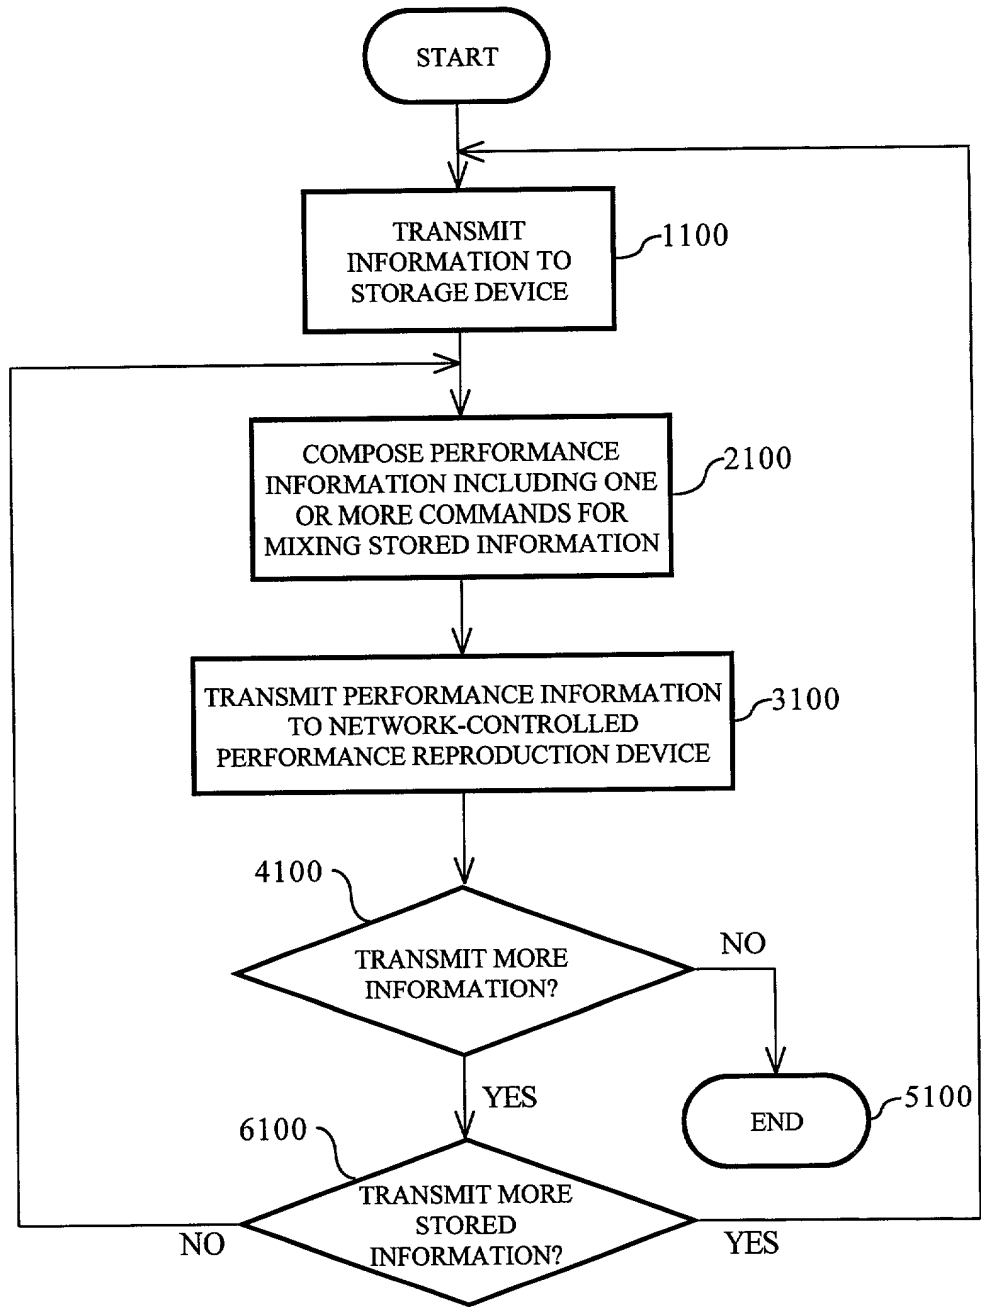 START
TRANSMIT
INFORMATION TO
STORAGE DEVICE
1100
COMPOSE PERFORMANCE
INFORMATION INCLUDING ONE
OR MORE COMMANDS FOR
MIXING STORED INFORMATION
2100
TRANSMIT PERFORMANCE INFORMATION
TO NETWORK-CONTROLLED
PERFORMANCE REPRODUCTION DEVICE
3100
4100
TRANSMIT MORE
INFORMATION?
NO
YES
END
5100
6100
TRANSMIT MORE
STORED
INFORMATION?
NO
YES